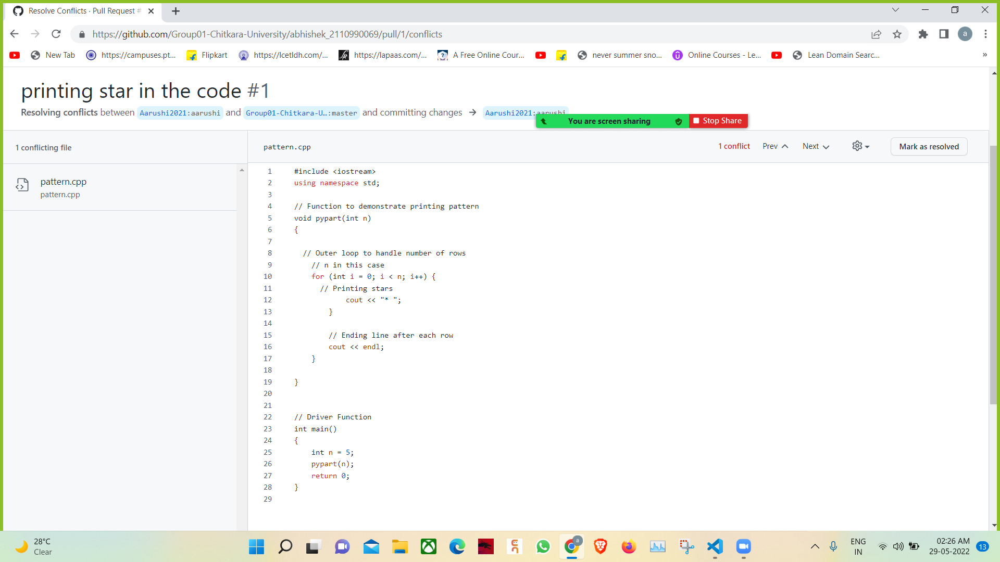 Resolve Conflicts · Pull Request #
https://github.com/Group01-Chitkara-University/abhishek_2110990069/pull/1/conflicts
a
New Tab
https://campuses.pt...
Flipkart
https://lcetldh.com/...
https://lapaas.com/...
A Free Online Cour...
never summer sno...
Online Courses - Le...
Lean Domain Searc...
»
printing star in the code #1
Resolving conflicts between Aarushi2021:aarushi and Group01-Chitkara-U…:master and committing changes → Aarushi2021:aarushi
You are screen sharing
Stop Share
1 conflicting file
pattern.cpp
pattern.cpp
pattern.cpp
1 conflict
Prev
Next
Mark as resolved
1 #include <iostream>
2 using namespace std;
3
4 // Function to demonstrate printing pattern
5 void pypart(int n)
6 {
7
8 // Outer loop to handle number of rows
9 // n in this case
10 for (int i = 0; i < n; i++) {
11 // Printing stars
12 cout << "* ";
13 }
14
15 // Ending line after each row
16 cout << endl;
17 }
18
19 }
20
21
22 // Driver Function
23 int main()
24 {
25 int n = 5;
26 pypart(n);
27 return 0;
28 }
29
28°C
Clear
a
ENG
IN
02:26 AM
29-05-2022
13